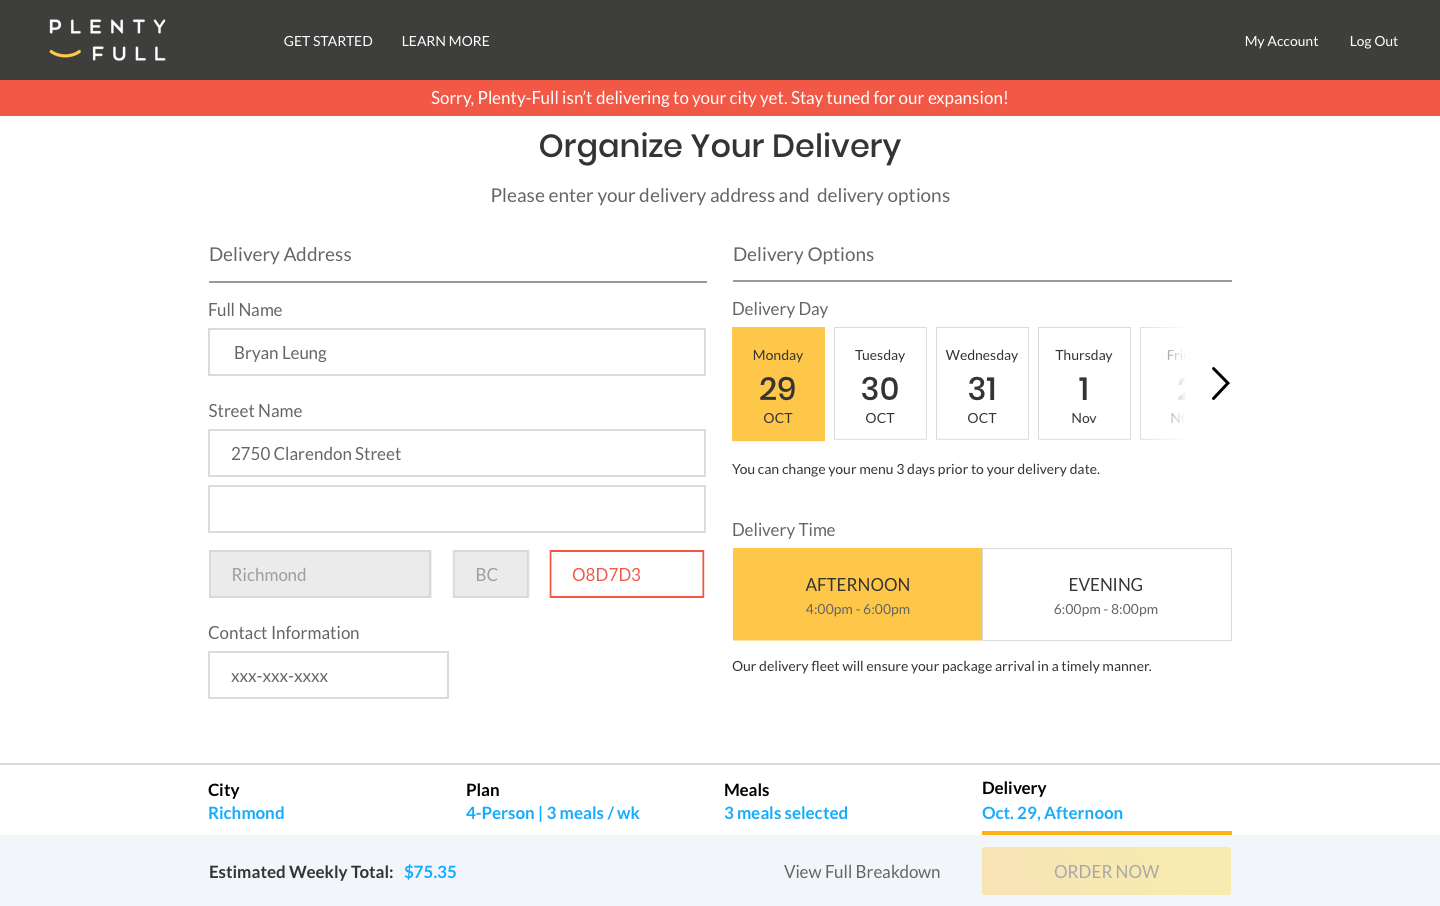 PLENTY
FULL
GET STARTED
LEARN MORE
My Account
Log Out
Sorry, Plenty-Full isn't delivering to your city yet. Stay tuned for our expansion!
Organize Your Delivery
Please enter your delivery address and  delivery options
Delivery Address
Full Name
Bryan Leung
Street Name
2750 Clarendon Street
Richmond
BC
O8D7D3
Contact Information
xxx-xxx-xxxx
Delivery Options
Delivery Day
Monday
29
OCT
Tuesday
30
OCT
Wednesday
31
OCT
Thursday
1
Nov
You can change your menu 3 days prior to your delivery date.
Delivery Time
AFTERNOON
4:00pm - 6:00pm
EVENING
6:00pm - 8:00pm
Our delivery fleet will ensure your package arrival in a timely manner.
City
Richmond
Plan
4-Person | 3 meals / wk
Meals
3 meals selected
Delivery
Oct. 29, Afternoon
Estimated Weekly Total: $75.35
View Full Breakdown
ORDER NOW